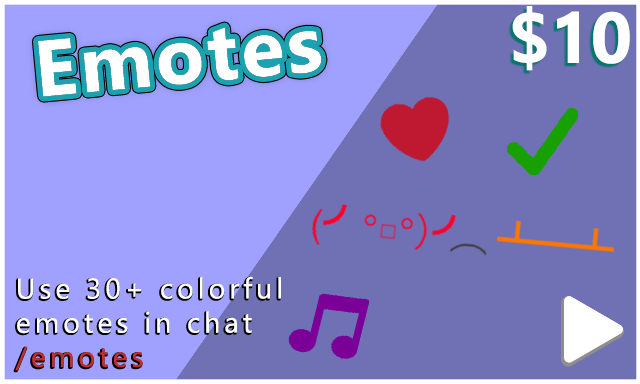 Emotes
$10
(╯°□°)╯︵ ┻━┻
Use 30+ colorful
emotes in chat
/emotes